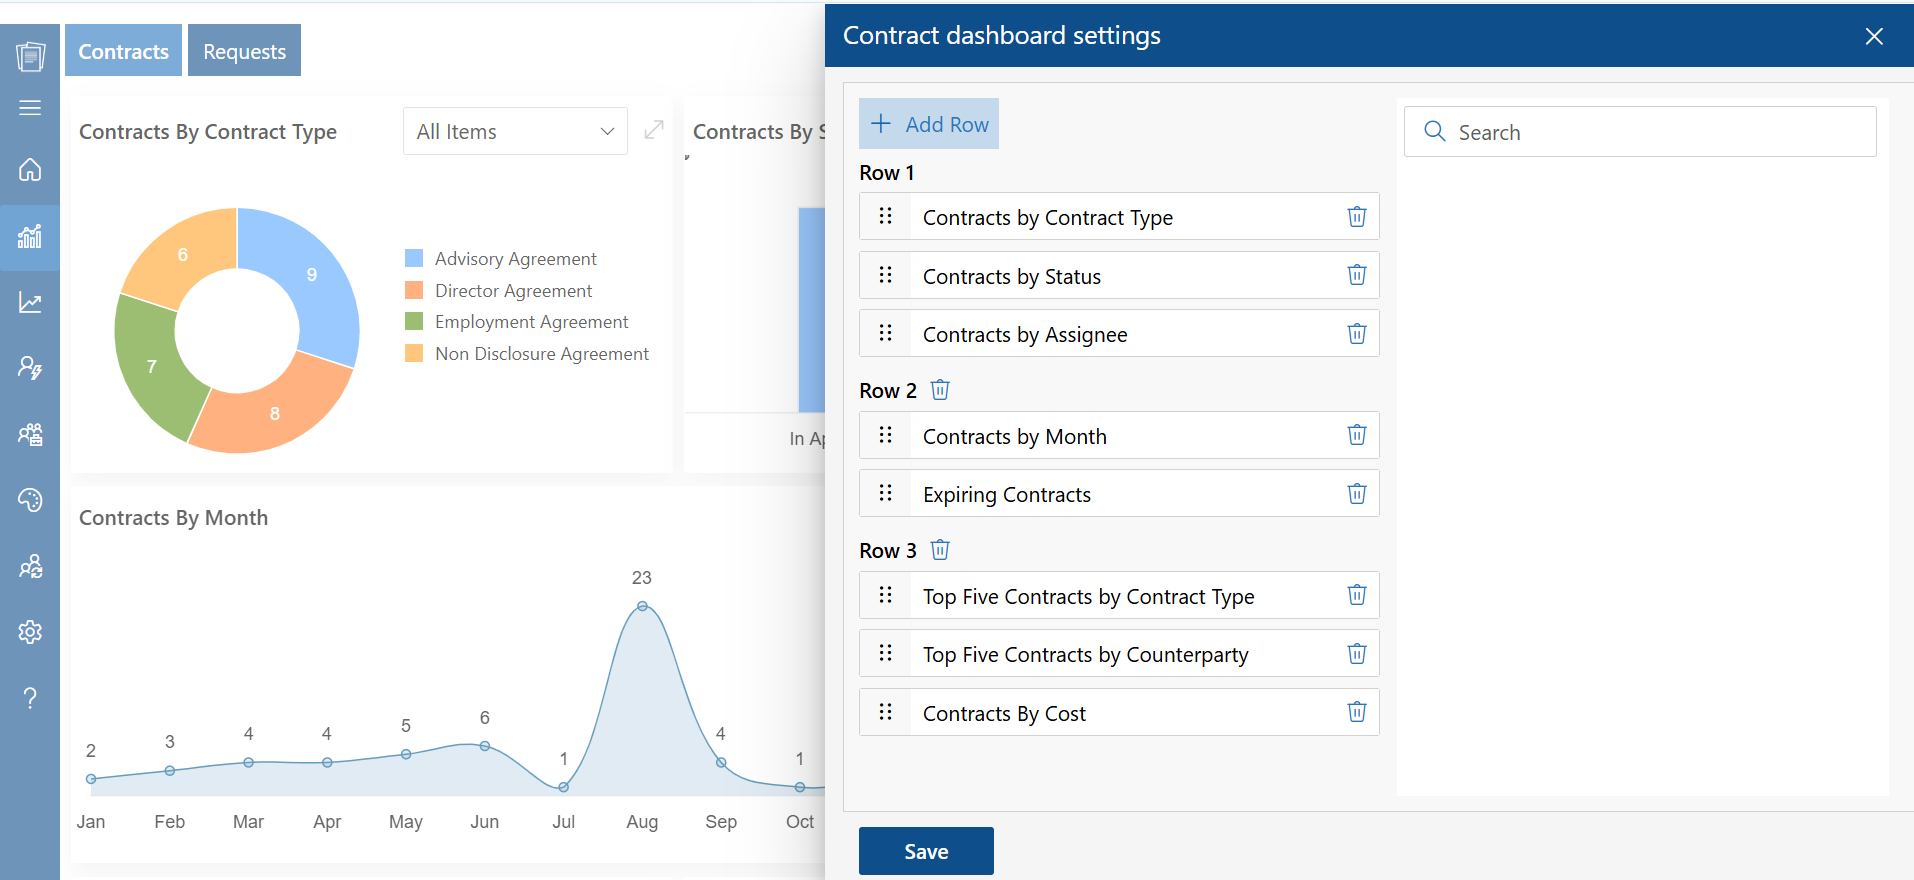 Contracts
Requests
Contracts By Contract Type
All Items
9
8
7
6
Advisory Agreement
Director Agreement
Employment Agreement
Non Disclosure Agreement
Contracts By
In
Contracts By Month
2
3
4
4
5
6
1
23
4
1
Jan
Feb
Mar
Apr
May
Jun
Jul
Aug
Sep
Oct
Contract dashboard settings
Add Row
Search
Row 1
Contracts by Contract Type
Contracts by Status
Contracts by Assignee
Row 2
Contracts by Month
Expiring Contracts
Row 3
Top Five Contracts by Contract Type
Top Five Contracts by Counterparty
Contracts By Cost
Save